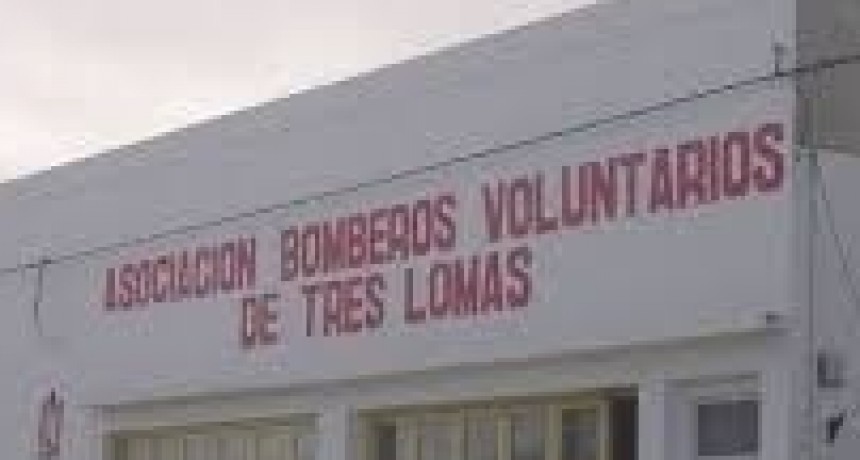 ASOCIACION BOMBEROS VOLUNTARIOS
DE TRES LOMAS